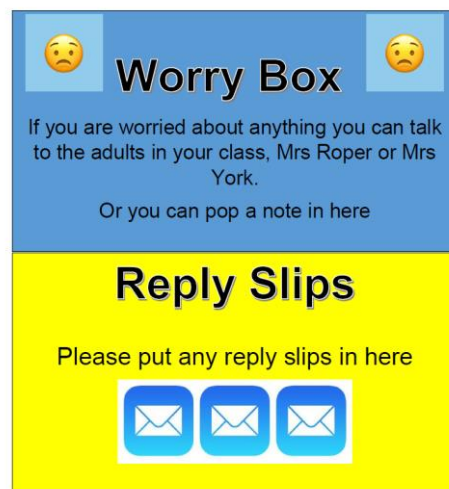 Worry Box
If you are worried about anything you can talk
to the adults in your class, Mrs Roper or Mrs
York.
Or you can pop a note in here
Reply Slips
Please put any reply slips in here